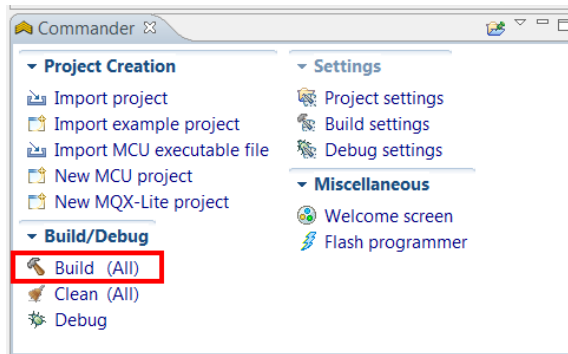 Commander
Project Creation
Import project
Import example project
Import MCU executable file
New MCU project
New MQX-Lite project
Build/Debug
Build (All)
Clean (All)
Debug
Settings
Project settings
Build settings
Debug settings
Miscellaneous
Welcome screen
Flash programmer